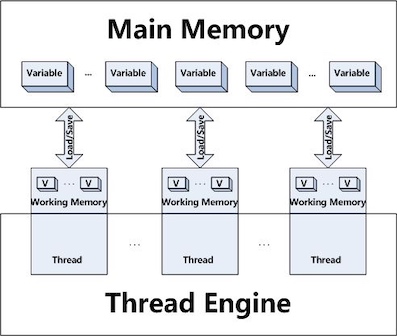 Main Memory
Variable ... Variable Variable Variable ... Variable
Load/Save Load/Save Load/Save
V ... V V ... V V ... V
Working Memory Working Memory Working Memory
... ...
Thread Thread Thread
Thread Engine